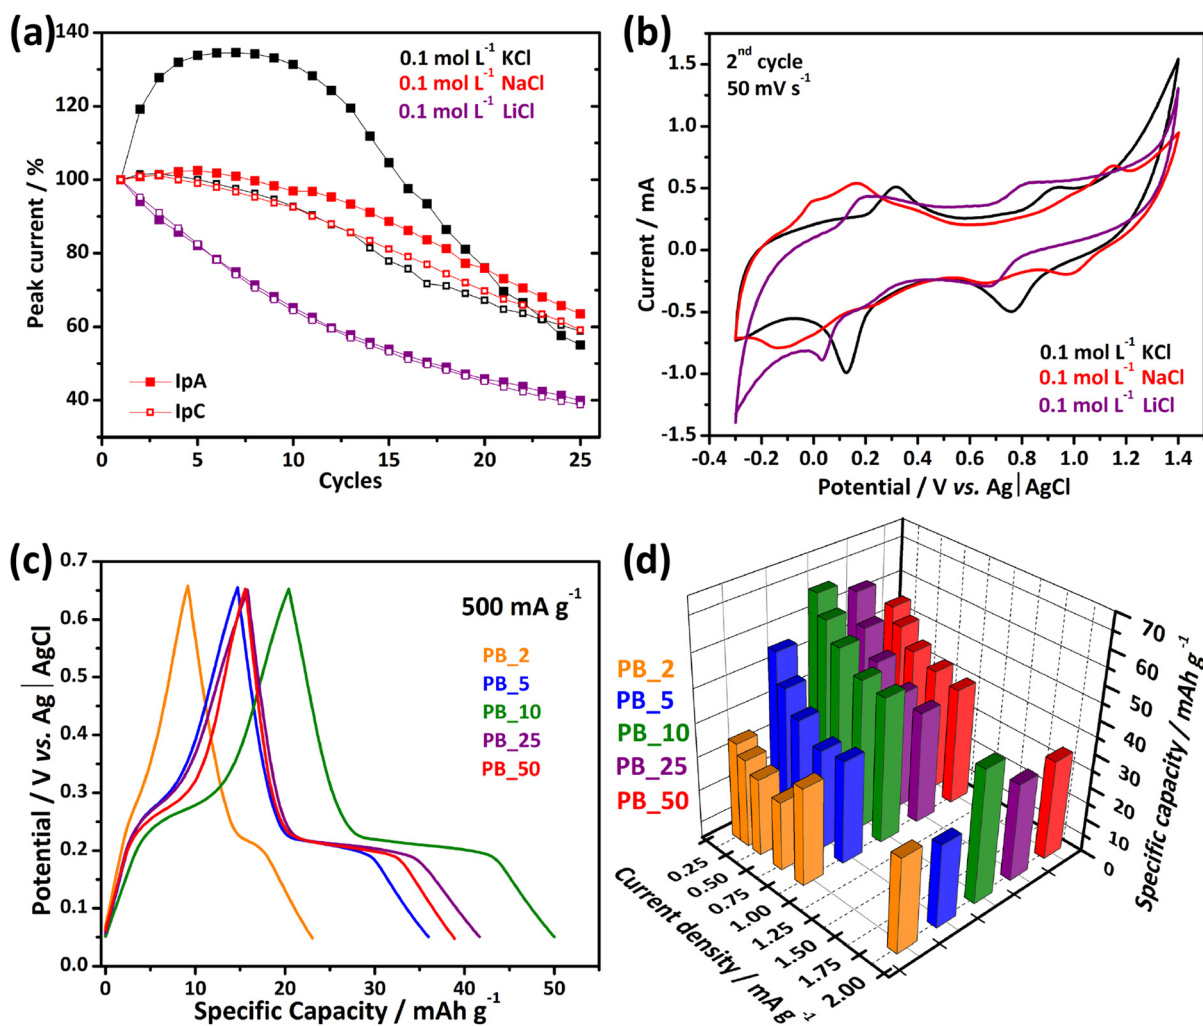 (a)
140
120
100
80
60
40
0
5
10
15
20
25
Peak current / %
Cycles
0.1 mol L⁻¹ KCl
0.1 mol L⁻¹ NaCl
0.1 mol L⁻¹ LiCl
IpA
IpC
(b)
2nd cycle
50 mV s⁻¹
1.5
1.0
0.5
0.0
-0.5
-1.0
-1.5
-0.4
-0.2
0.0
0.2
0.4
0.6
0.8
1.0
1.2
1.4
Current / mA
Potential / V vs. Ag|AgCl
0.1 mol L⁻¹ KCl
0.1 mol L⁻¹ NaCl
0.1 mol L⁻¹ LiCl
(c)
0.7
0.6
0.5
0.4
0.3
0.2
0.1
0.0
0
10
20
30
40
50
Potential / V vs. Ag|AgCl
Specific Capacity / mAh g⁻¹
500 mA g⁻¹
PB_2
PB_5
PB_10
PB_25
PB_50
(d)
PB_2
PB_5
PB_10
PB_25
PB_50
0.25
0.50
0.75
1.00
1.25
1.50
1.75
2.00
Current density / mA g⁻¹
70
60
50
40
30
20
10
0
Specific capacity / mAh g⁻¹